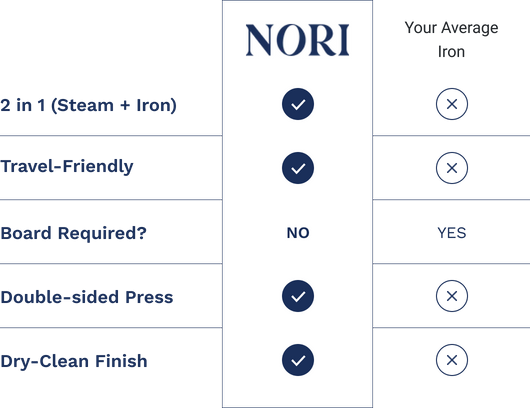 NORI
Your Average
Iron
2 in 1 (Steam + Iron)
Travel-Friendly
Board Required? NO YES
Double-sided Press
Dry-Clean Finish